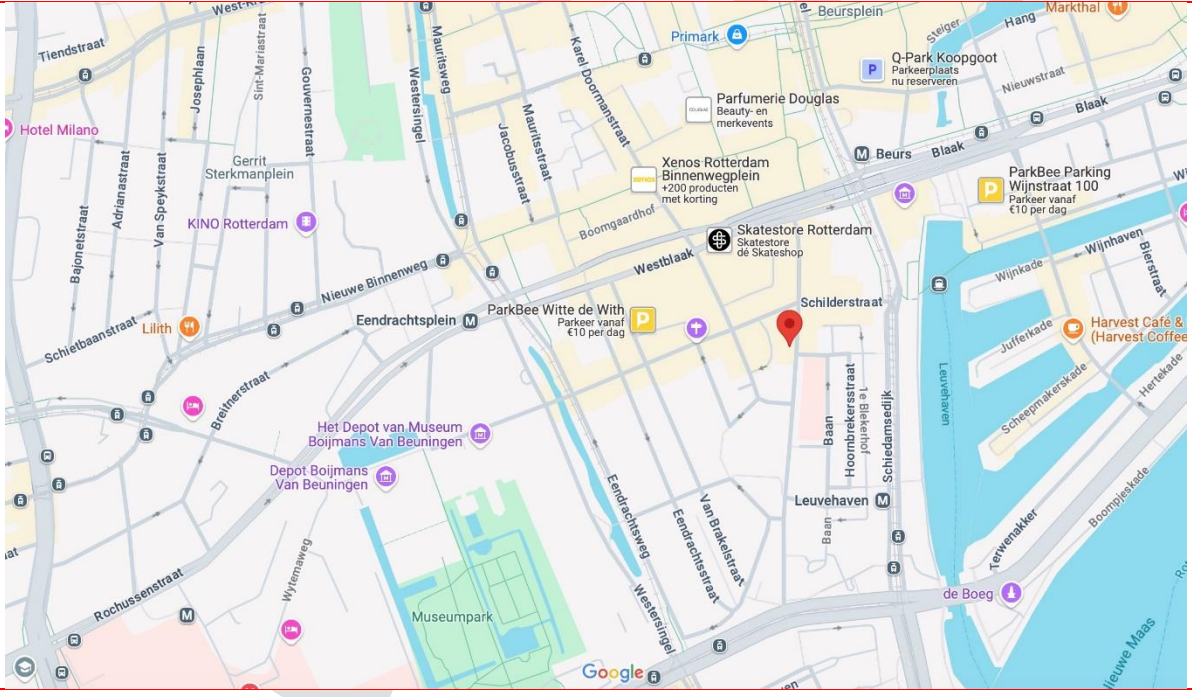 West-Kr
Tiendstraat
Josephlaan
Sint-Mariastraat
Gouvernestraat
Westersingel
Mauritsweg
Karel Doormanstraat
Mauritsstraat
Jacobusstraat
Primark
Beursplein
Steiger
Hang
Markthal
Q-Park Koopgoot
Parkeerplaats
nu reserveren
Nieuwstraat
Blaak
Parfumerie Douglas
Beauty- en
merkevents
Hotel Milano
Adrianastraat
Van Speykstraat
Gerrit
Sterkmanplein
Bajonetstraat
KINO Rotterdam
Xenos Rotterdam
Binnenwegplein
+200 producten
met korting
Beurs
Blaak
ParkBee Parking
Wijnstraat 100
Parkeer vanaf
€10 per dag
Boomgaardhof
Skatestore Rotterdam
Skatestore
dé Skateshop
Westblaak
Wijnhaven
Bierstraat
Wijnkade
Nieuwe Binnenweg
Eendrachtsplein
ParkBee Witte de With
Parkeer vanaf
€10 per dag
Schilderstraat
Lilith
Schietbaanstraat
Breitnerstraat
Jufferkade
Harvest Café &
(Harvest Coffee
Hertekade
Scheepmakerskade
Leuvehaven
Baan
Hoornbrekersstraat
1e Blekerhof
Schiedamsedijk
Het Depot van Museum
Boijmans Van Beuningen
Depot Boijmans
Van Beuningen
Leuvehaven
Baan
Boompjeskade
Terwenakker
Eendrachtsweg
Eendrachtsstraat
Van Brakelstraat
Wytemaweg
Rochussenstraat
Museumpark
Westersingel
de Boeg
Nieuwe Maas
Google